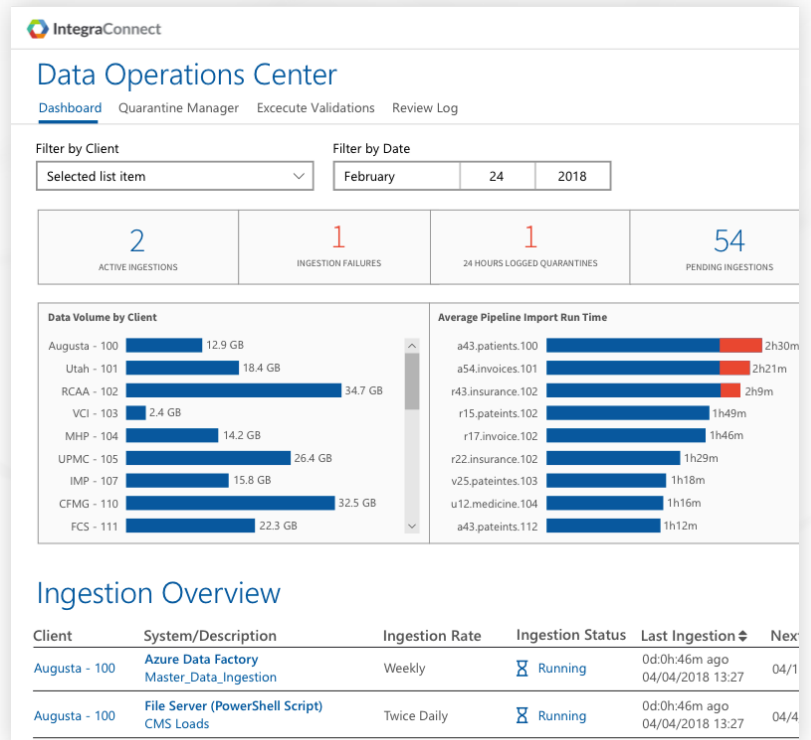 IntegraConnect
Data Operations Center
Dashboard Quarantine Manager Excecute Validations Review Log
Filter by Client Filter by Date
Selected list item February 24 2018
2 1 1 54
ACTIVE INGESTIONS INGESTION FAILURES 24 HOURS LOGGED QUARANTINES PENDING INGESTIONS
Data Volume by Client
Augusta - 100 12.9 GB
Utah - 101 18.4 GB
RCAA - 102 34.7 GB
VCI - 103 2.4 GB
MHP - 104 14.2 GB
UPMC - 105 26.4 GB
IMP - 107 15.8 GB
CFMG - 110 32.5 GB
FCS - 111 22.3 GB
Average Pipeline Import Run Time
a43.patients.100 2h30m
a54.invoices.101 2h21m
r43.insurance.102 2h9m
r15.pateints.102 1h49m
r17.invoice.102 1h46m
r22.insurance.102 1h29m
v25.pateintes.103 1h18m
u12.medicine.104 1h16m
a43.pateints.112 1h12m
Ingestion Overview
Client System/Description Ingestion Rate Ingestion Status Last Ingestion
Augusta - 100 Azure Data Factory Weekly Running 0d:0h:46m ago
Master_Data_Ingestion 04/04/2018 13:27
Augusta - 100 File Server (PowerShell Script) Twice Daily Running 0d:0h:46m ago
CMS Loads 04/04/2018 13:27